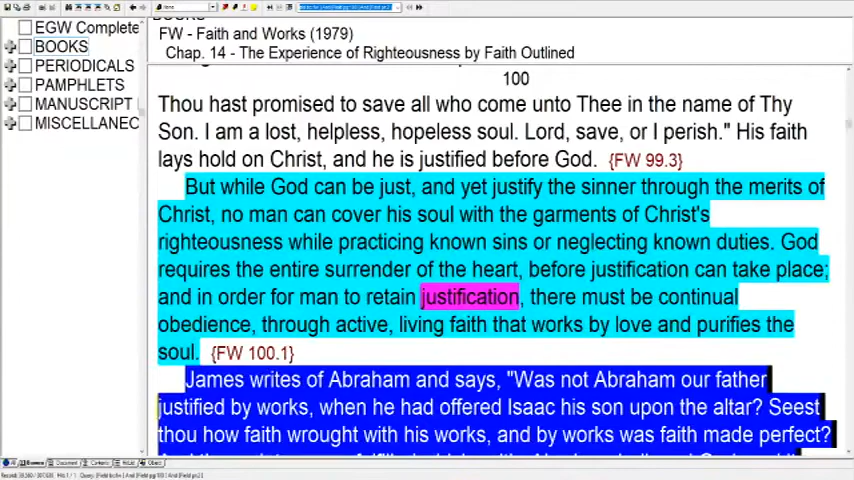 EGW Complete
BOOKS
PERIODICALS
PAMPHLETS
MANUSCRIPT
MISCELLANEC
FW - Faith and Works (1979)
Chap. 14 - The Experience of Righteousness by Faith Outlined
100
Thou hast promised to save all who come unto Thee in the name of Thy
Son. I am a lost, helpless, hopeless soul. Lord, save, or I perish." His faith
lays hold on Christ, and he is justified before God. {FW 99.3}
But while God can be just, and yet justify the sinner through the merits of
Christ, no man can cover his soul with the garments of Christ's
righteousness while practicing known sins or neglecting known duties. God
requires the entire surrender of the heart, before justification can take place;
and in order for man to retain justification, there must be continual
obedience, through active, living faith that works by love and purifies the
soul. {FW 100.1}
James writes of Abraham and says, "Was not Abraham our father
justified by works, when he had offered Isaac his son upon the altar? Seest
thou how faith wrought with his works, and by works was faith made perfect?